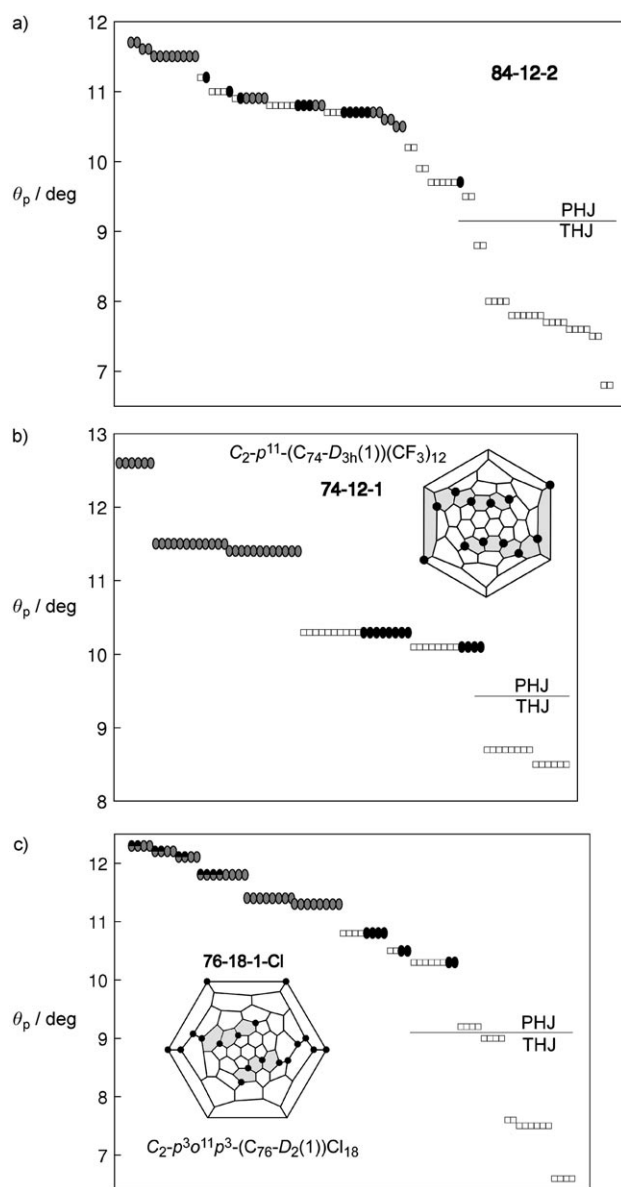 a)
12
84-12-2
11
10
θp / deg
PHJ
9
THJ
8
7
b)
13
C2-p11-(C74-D3h(1))(CF3)12
74-12-1
12
11
θp / deg
10
PHJ
THJ
9
8
c)
12
11
76-18-1-Cl
10
θp / deg
PHJ
9
THJ
8
C2-p3o11p3-(C76-D2(1))Cl18
7